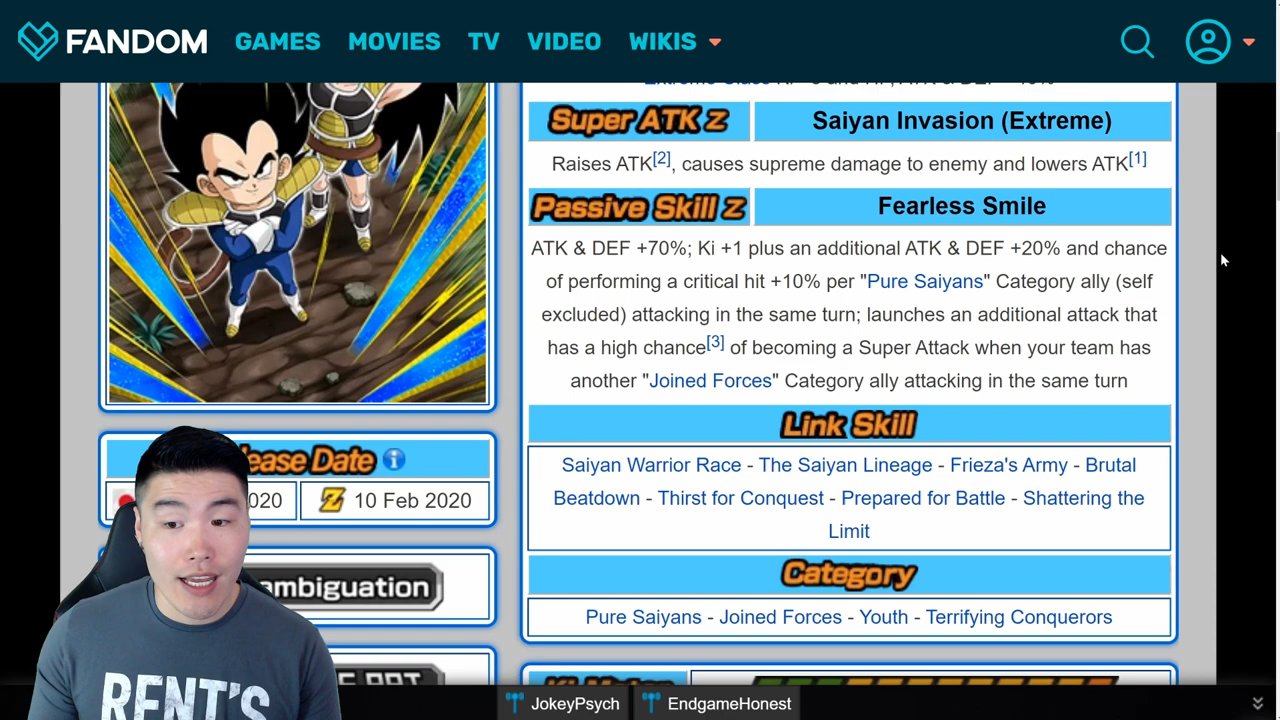 FANDOM GAMES MOVIES TV VIDEO WIKIS
Super ATK Z Saiyan Invasion (Extreme)
Raises ATK[2], causes supreme damage to enemy and lowers ATK[1]
Passive Skill Z Fearless Smile
ATK & DEF +70%; Ki +1 plus an additional ATK & DEF +20% and chance
of performing a critical hit +10% per "Pure Saiyans" Category ally (self
excluded) attacking in the same turn; launches an additional attack that
has a high chance[3] of becoming a Super Attack when your team has
another "Joined Forces" Category ally attacking in the same turn
Link Skill
Saiyan Warrior Race - The Saiyan Lineage - Frieza's Army - Brutal
Beatdown - Thirst for Conquest - Prepared for Battle - Shattering the
Limit
Category
Pure Saiyans - Joined Forces - Youth - Terrifying Conquerors
ease Date i
020 Z 10 Feb 2020
ambiguation
RENT'S
JokeyPsych EndgameHonest